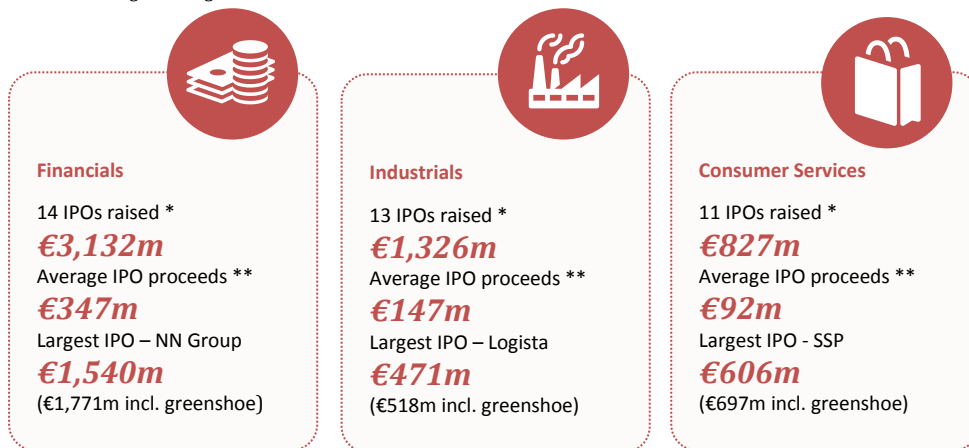 Financials
14 IPOs raised *
€3,132m
Average IPO proceeds **
€347m
Largest IPO – NN Group
€1,540m
(€1,771m incl. greenshoe)
Industrials
13 IPOs raised *
€1,326m
Average IPO proceeds **
€147m
Largest IPO – Logista
€471m
(€518m incl. greenshoe)
Consumer Services
11 IPOs raised *
€827m
Average IPO proceeds **
€92m
Largest IPO - SSP
€606m
(€697m incl. greenshoe)